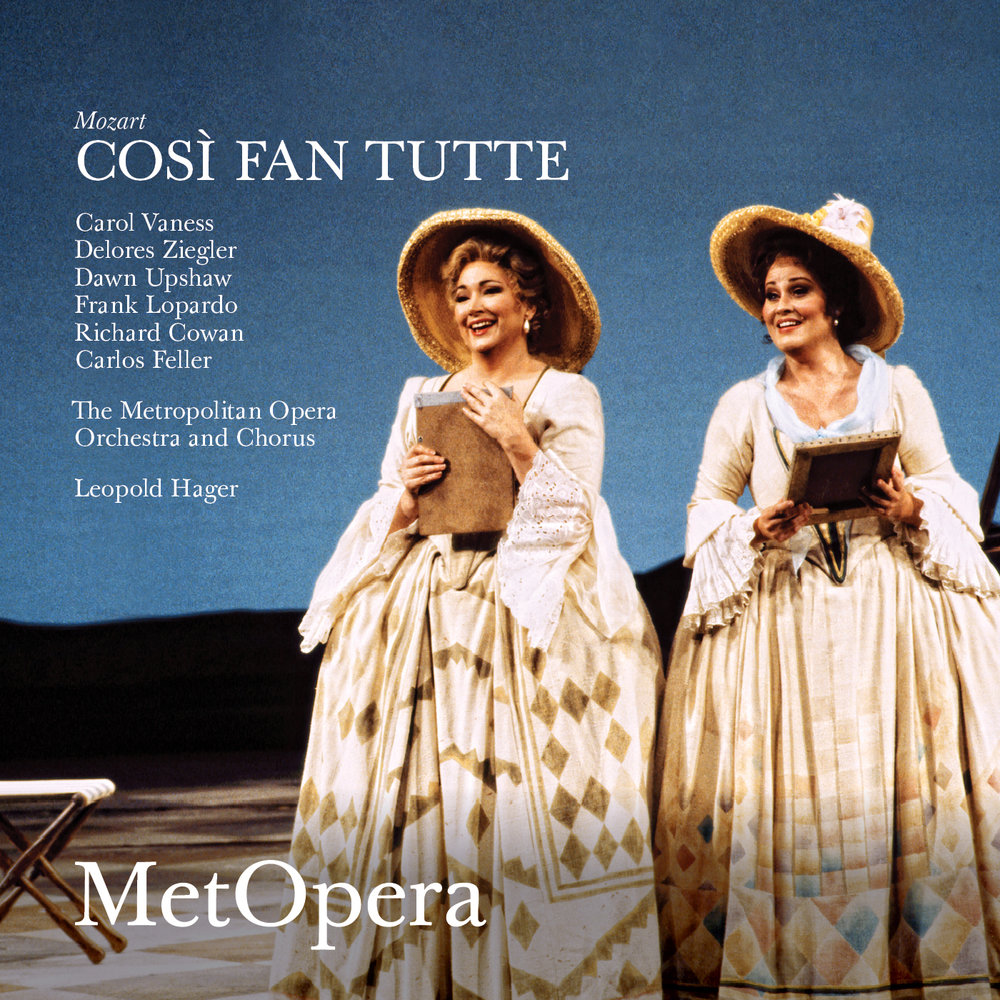 Mozart
COSÌ FAN TUTTE
Carol Vaness
Delores Ziegler
Dawn Upshaw
Frank Lopardo
Richard Cowan
Carlos Feller
The Metropolitan Opera
Orchestra and Chorus
Leopold Hager
MetOpera